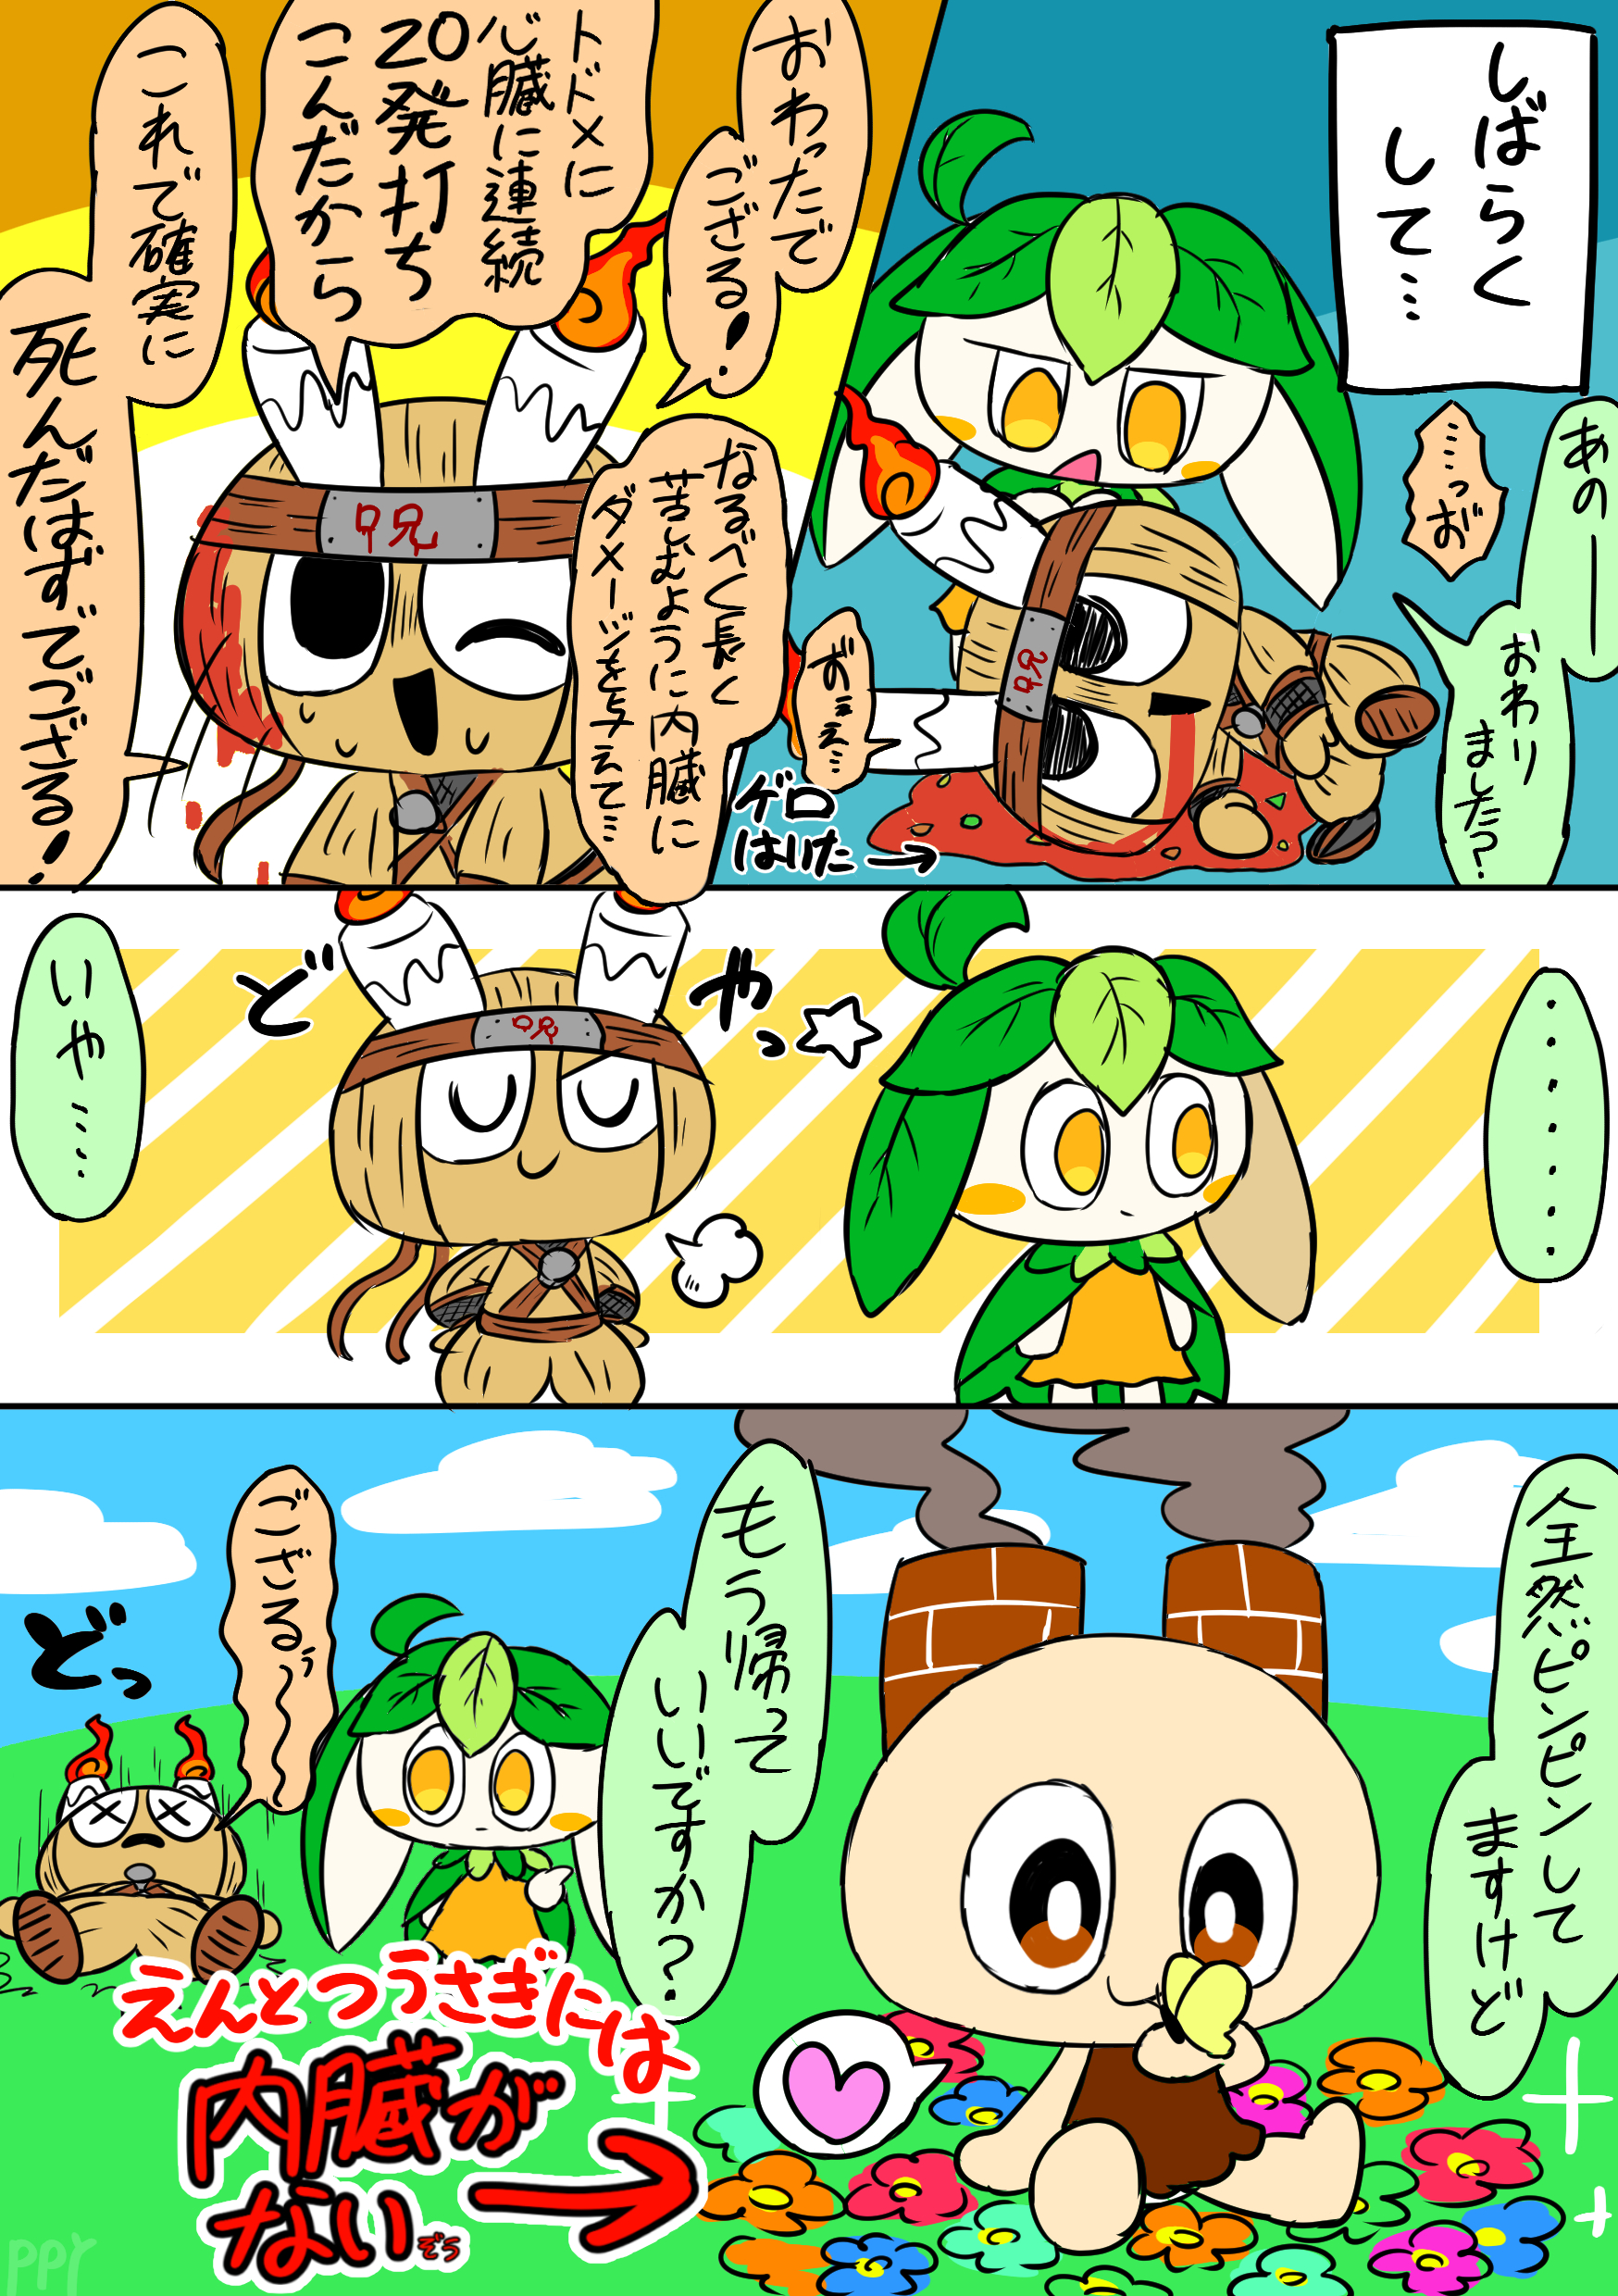 しばらく
して…
あのー
おわり
ました？
……っお゛
おぇぇ…
ゲロ
はいた→
呪
おわったで
ござる！
なるべく長く
苦しむように内臓に
ダメージを与えて…
トドメに
心臓に連続
20発打ち
こんだから
これで確実に
死んだはずでござる！
呪
………
ど
やっ☆
呪
いや……
全然ピンピンして
ますけど
もう帰って
いいですか？
ござるぅ〜〜
どっ
えんとつうさぎには
内臓が
ない
ぞう
PPY